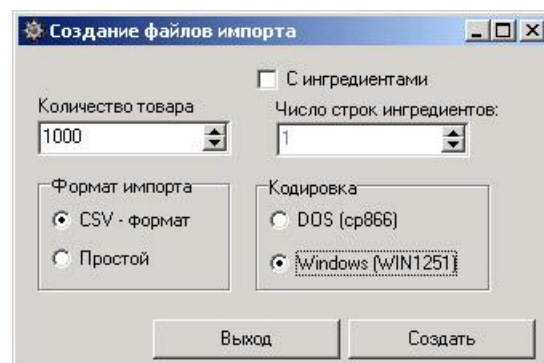 Создание файлов импорта
С ингредиентами
Количество товара
Число строк ингредиентов:
1000
1
Формат импорта
Кодировка
CSV - формат
DOS (cp866)
Простой
Windows (WIN1251)
Выход
Создать